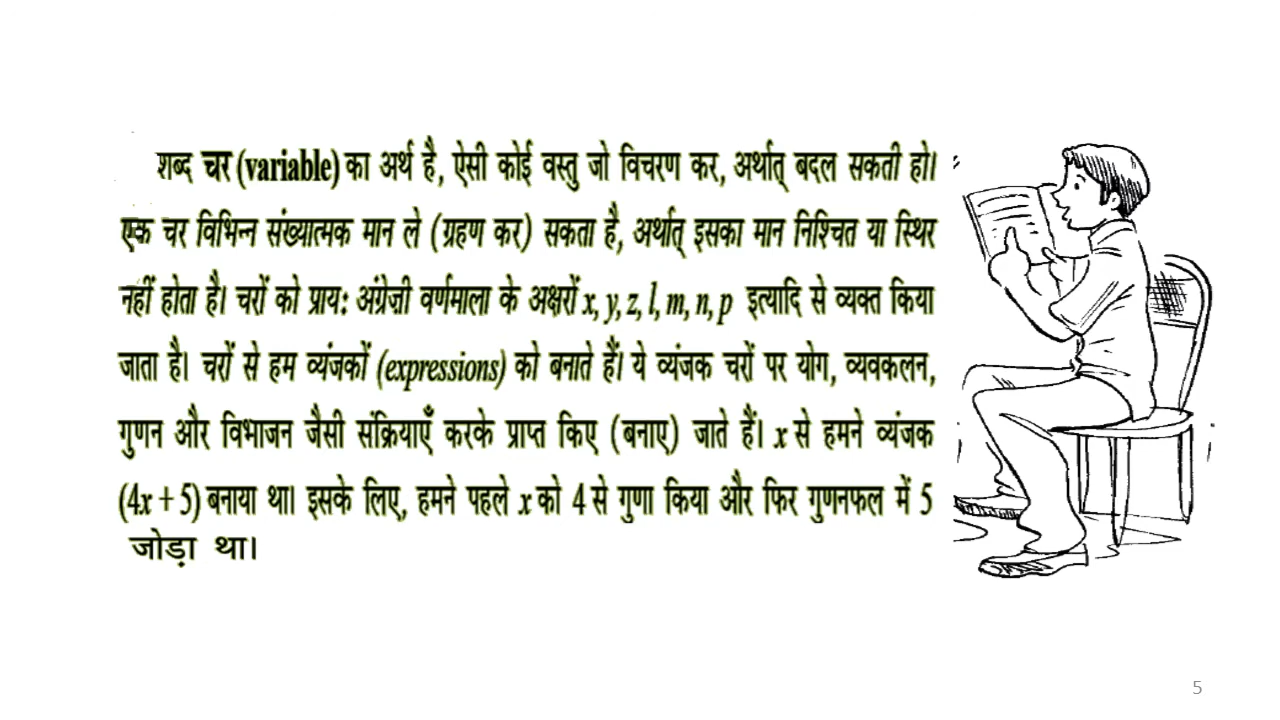 शब्द चर (variable) का अर्थ है, ऐसी कोई वस्तु जो विचरण कर, अर्थात् बदल सकती हो।
एक चर विभिन्न संख्यात्मक मान ले (ग्रहण कर) सकता है, अर्थात् इसका मान निश्चित या स्थिर
नहीं होता है। चरों को प्राय: अंग्रेज़ी वर्णमाला के अक्षरों x, y, z, l, m, n, p इत्यादि से व्यक्त किया
जाता है। चरों से हम व्यंजकों (expressions) को बनाते हैं। ये व्यंजक चरों पर योग, व्यवकलन,
गुणन और विभाजन जैसी संक्रियाएँ करके प्राप्त किए (बनाए) जाते हैं। x से हमने व्यंजक
(4x + 5) बनाया था। इसके लिए, हमने पहले x को 4 से गुणा किया और फिर गुणनफल में 5
जोड़ा था।
5